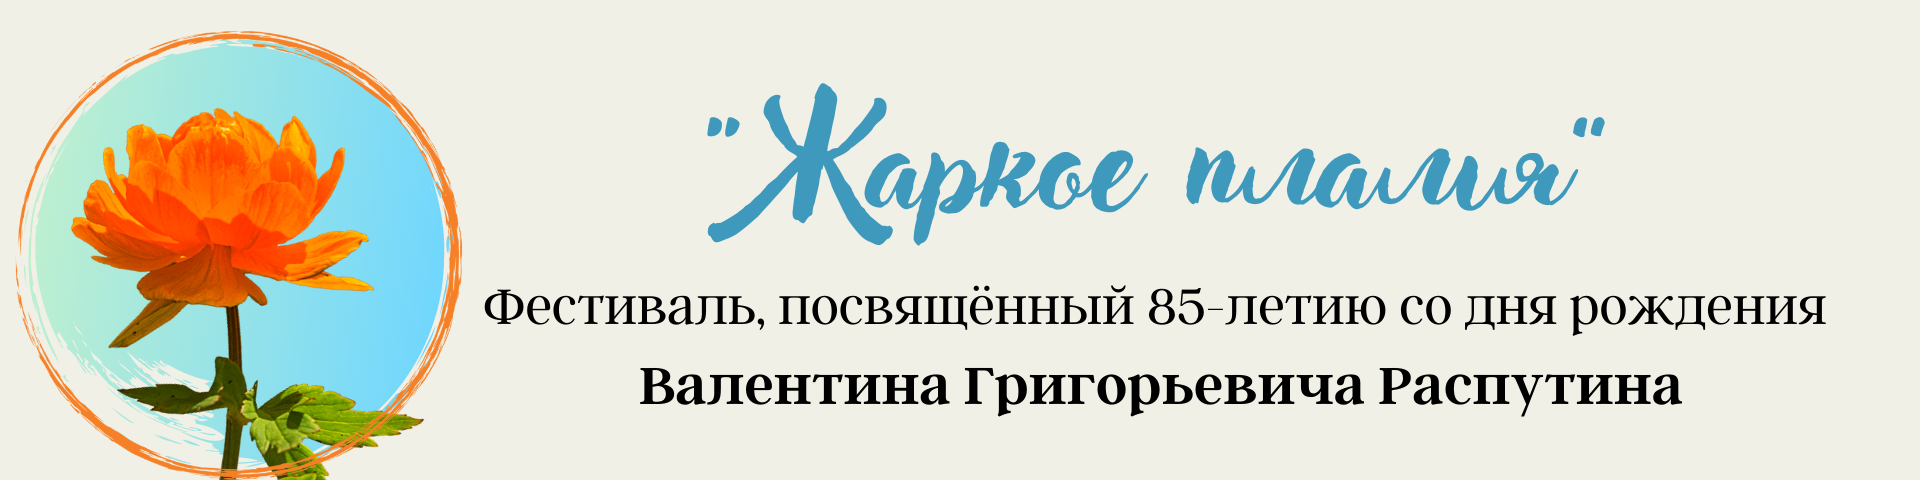 "Жаркое пламя"
Фестиваль, посвящённый 85-летию со дня рождения
Валентина Григорьевича Распутина